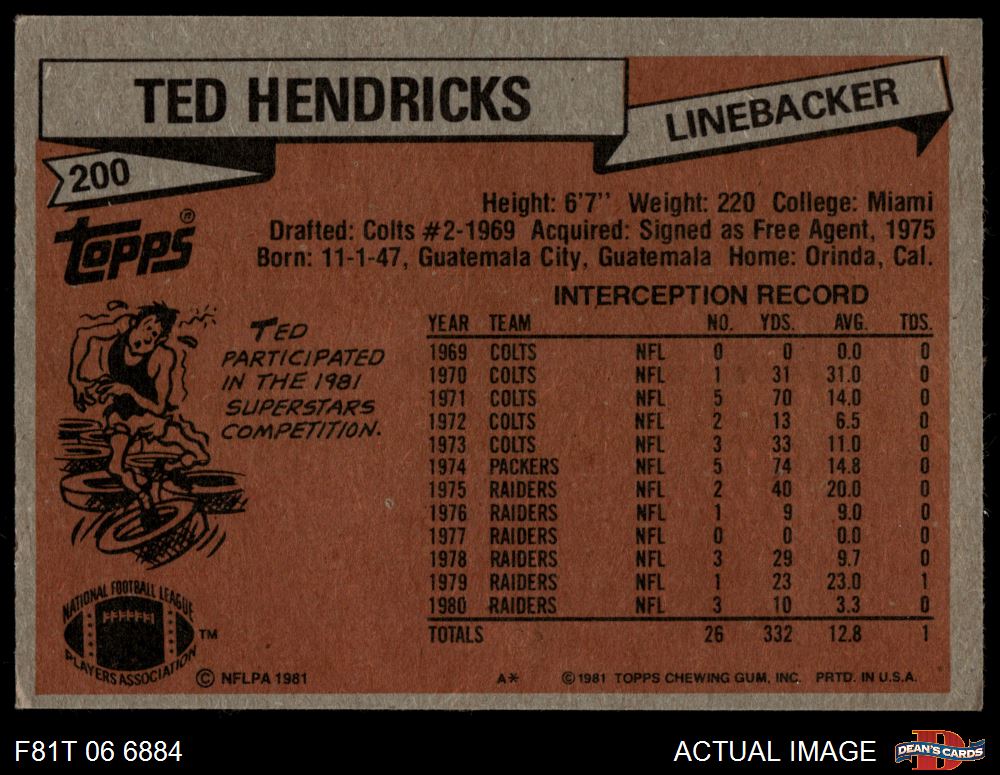 TED HENDRICKS
LINEBACKER
200
TOPPS®
Height: 6'7'' Weight: 220 College: Miami
Drafted: Colts #2-1969 Acquired: Signed as Free Agent, 1975
Born: 11-1-47, Guatemala City, Guatemala Home: Orinda, Cal.
TED
PARTICIPATED
IN THE 1981
SUPERSTARS
COMPETITION.
INTERCEPTION RECORD
YEAR TEAM NO. YDS. AVG. TDS.
1969 COLTS NFL 0 0 0.0 0
1970 COLTS NFL 1 31 31.0 0
1971 COLTS NFL 5 70 14.0 0
1972 COLTS NFL 2 13 6.5 0
1973 COLTS NFL 3 33 11.0 0
1974 PACKERS NFL 5 74 14.8 0
1975 RAIDERS NFL 2 40 20.0 0
1976 RAIDERS NFL 1 9 9.0 0
1977 RAIDERS NFL 0 0 0.0 0
1978 RAIDERS NFL 3 29 9.7 0
1979 RAIDERS NFL 1 23 23.0 1
1980 RAIDERS NFL 3 10 3.3 0
TOTALS 26 332 12.8 1
NATIONAL FOOTBALL LEAGUE
PLAYERS ASSOCIATION
TM
© NFLPA 1981
A* © 1981 TOPPS CHEWING GUM, INC. PRTD. IN U.S.A.
F81T 06 6884
ACTUAL IMAGE
D
DEAN'S CARDS